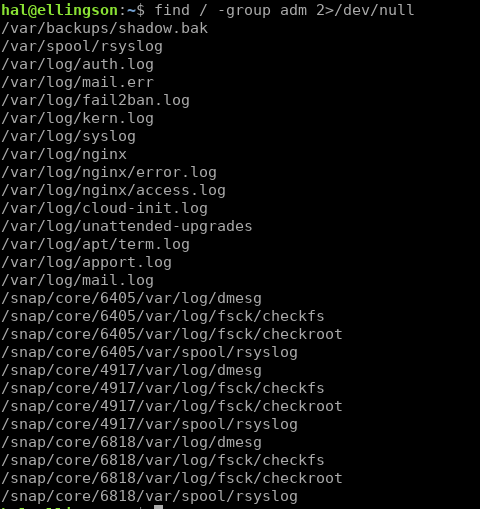 hal@ellingson:~$ find / -group adm 2>/dev/null
/var/backups/shadow.bak
/var/spool/rsyslog
/var/log/auth.log
/var/log/mail.err
/var/log/fail2ban.log
/var/log/kern.log
/var/log/syslog
/var/log/nginx
/var/log/nginx/error.log
/var/log/nginx/access.log
/var/log/cloud-init.log
/var/log/unattended-upgrades
/var/log/apt/term.log
/var/log/apport.log
/var/log/mail.log
/snap/core/6405/var/log/dmesg
/snap/core/6405/var/log/fsck/checkfs
/snap/core/6405/var/log/fsck/checkroot
/snap/core/6405/var/spool/rsyslog
/snap/core/4917/var/log/dmesg
/snap/core/4917/var/log/fsck/checkfs
/snap/core/4917/var/log/fsck/checkroot
/snap/core/4917/var/spool/rsyslog
/snap/core/6818/var/log/dmesg
/snap/core/6818/var/log/fsck/checkfs
/snap/core/6818/var/log/fsck/checkroot
/snap/core/6818/var/spool/rsyslog